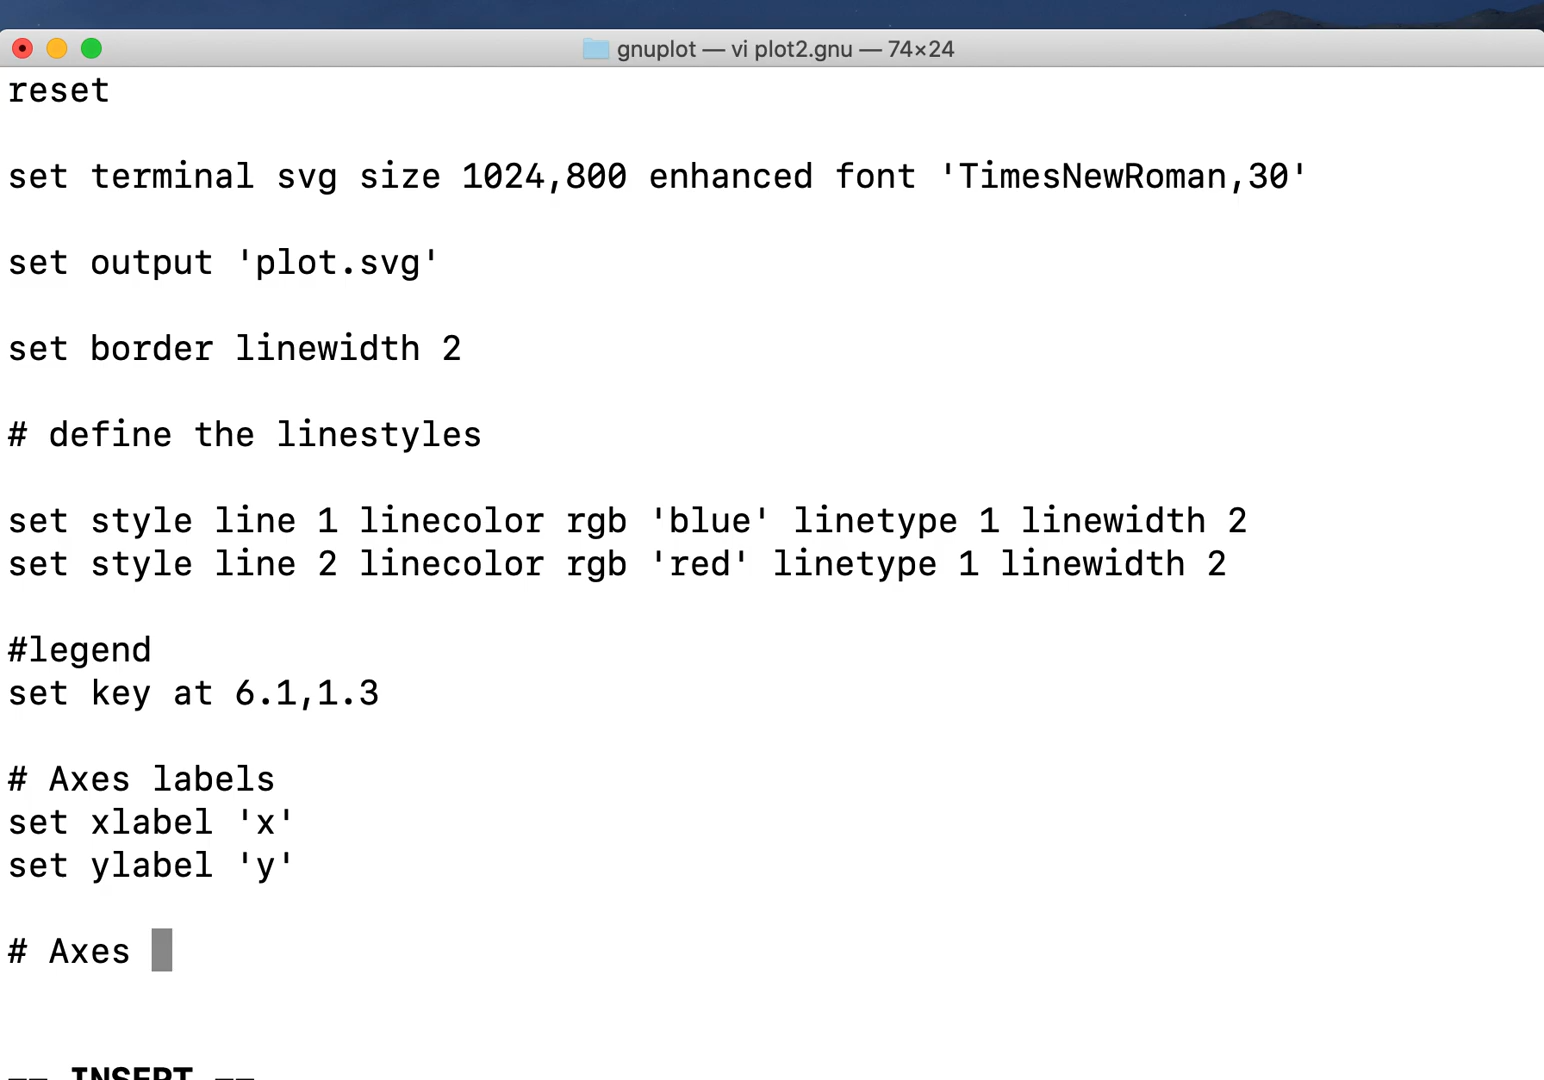 gnuplot — vi plot2.gnu — 74×24
reset
set terminal svg size 1024,800 enhanced font 'TimesNewRoman,30'
set output 'plot.svg'
set border linewidth 2
# define the linestyles
set style line 1 linecolor rgb 'blue' linetype 1 linewidth 2
set style line 2 linecolor rgb 'red' linetype 1 linewidth 2
#legend
set key at 6.1,1.3
# Axes labels
set xlabel 'x'
set ylabel 'y'
# Axes
-- INSERT --